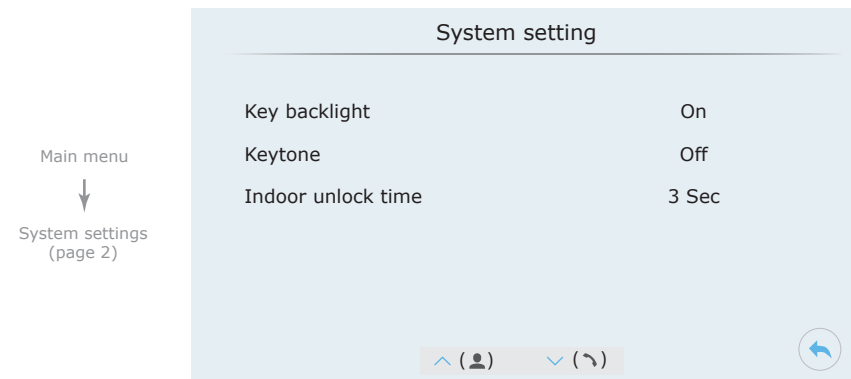 System setting
Key backlight On
Keytone Off
Indoor unlock time 3 Sec
Main menu
System settings
(page 2)
( ) ( )